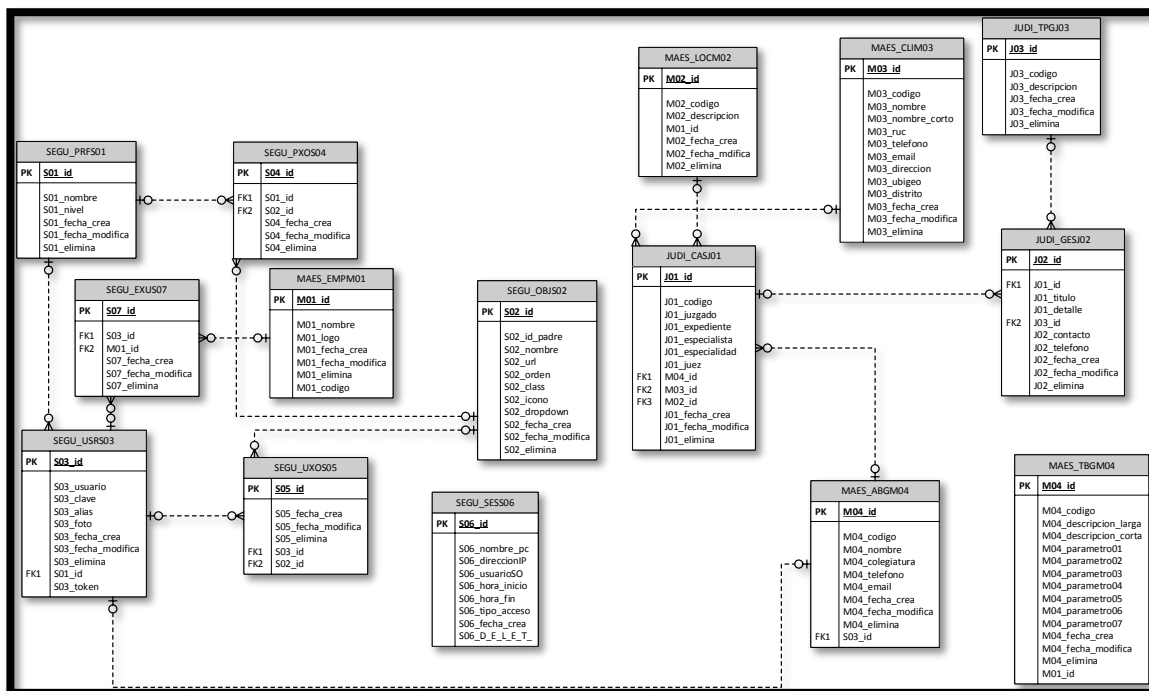 JUDI_TPGJ03
PK J03_id
J03_codigo
J03_descripcion
J03_fecha_crea
J03_fecha_modifica
J03_elimina
MAES_CLIM03
PK M03_id
M03_codigo
M03_nombre
M03_nombre_corto
M03_ruc
M03_telefono
M03_email
M03_direccion
M03_ubigeo
M03_distrito
M03_fecha_crea
M03_fecha_modifica
M03_elimina
MAES_LOCM02
PK M02_id
M02_codigo
M02_descripcion
M01_id
M02_fecha_crea
M02_fecha_mdifica
M02_elimina
SEGU_PRFS01
PK S01_id
S01_nombre
S01_nivel
S01_fecha_crea
S01_fecha_modifica
S01_elimina
SEGU_PXOS04
PK S04_id
FK1 S01_id
FK2 S02_id
S04_fecha_crea
S04_fecha_modifica
S04_elimina
JUDI_GESJ02
PK J02_id
FK1 J01_id
J01_titulo
J01_detalle
FK2 J03_id
J02_contacto
J02_telefono
J02_fecha_crea
J02_fecha_modifica
J02_elimina
JUDI_CASJ01
PK J01_id
J01_codigo
J01_juzgado
J01_expediente
J01_especialista
J01_especialidad
J01_juez
FK1 M04_id
FK2 M03_id
FK3 M02_id
J01_fecha_crea
J01_fecha_modifica
J01_elimina
MAES_EMPM01
PK M01_id
M01_nombre
M01_logo
M01_fecha_crea
M01_fecha_modifica
M01_elimina
M01_codigo
SEGU_EXUS07
PK S07_id
FK1 S03_id
FK2 M01_id
S07_fecha_crea
S07_fecha_modifica
S07_elimina
SEGU_OBJS02
PK S02_id
S02_id_padre
S02_nombre
S02_url
S02_orden
S02_class
S02_icono
S02_dropdown
S02_fecha_crea
S02_fecha_modifica
S02_elimina
SEGU_USRS03
PK S03_id
S03_usuario
S03_clave
S03_alias
S03_foto
S03_fecha_crea
S03_fecha_modifica
S03_elimina
FK1 S01_id
S03_token
SEGU_UXOS05
PK S05_id
S05_fecha_crea
S05_fecha_modifica
S05_elimina
FK1 S03_id
FK2 S02_id
SEGU_SESS06
PK S06_id
S06_nombre_pc
S06_direccionIP
S06_usuarioSO
S06_hora_inicio
S06_hora_fin
S06_tipo_acceso
S06_fecha_crea
S06_D_E_L_E_T_
MAES_ABGM04
PK M04_id
M04_codigo
M04_nombre
M04_colegiatura
M04_telefono
M04_email
M04_fecha_crea
M04_fecha_modifica
M04_elimina
FK1 S03_id
MAES_TBGM04
PK M04_id
M04_codigo
M04_descripcion_larga
M04_descripcion_corta
M04_parametro01
M04_parametro02
M04_parametro03
M04_parametro04
M04_parametro05
M04_parametro06
M04_parametro07
M04_fecha_crea
M04_fecha_modifica
M04_elimina
M01_id